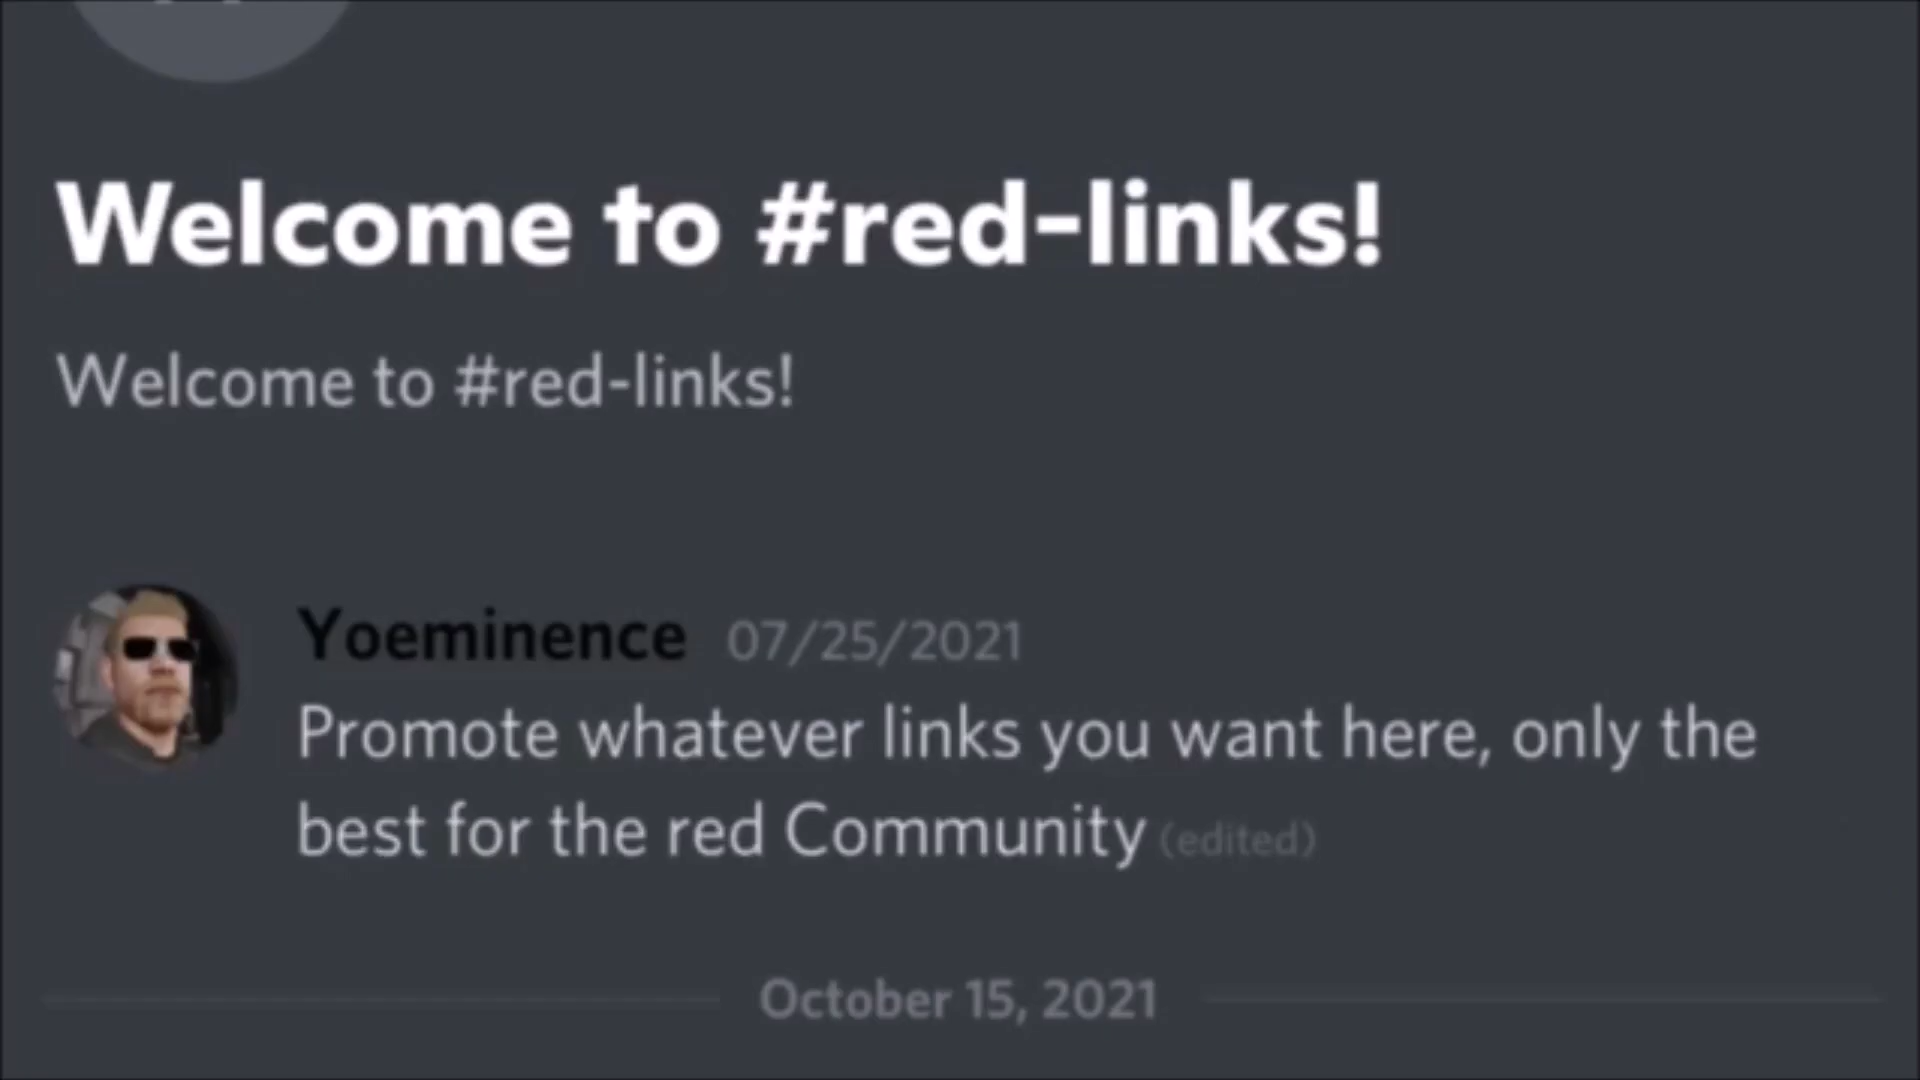 Welcome to #red-links!
Welcome to #red-links!
Yoeminence 07/25/2021
Promote whatever links you want here, only the
best for the red Community (edited)
October 15, 2021